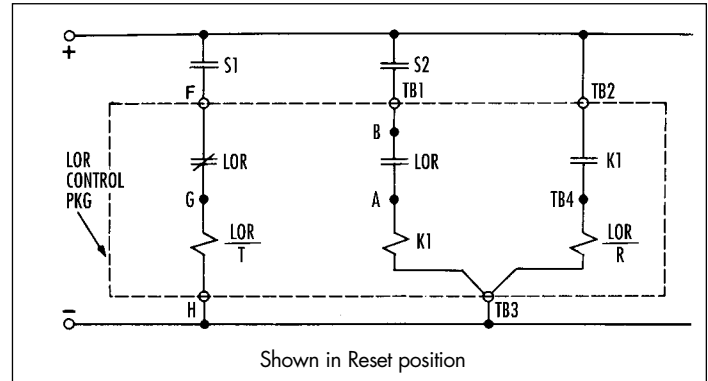 +
S1
S2
F
TB1
TB2
B
LOR
CONTROL
PKG
LOR
LOR
K1
G
A
TB4
LOR
T
K1
LOR
R
−
H
TB3
Shown in Reset position